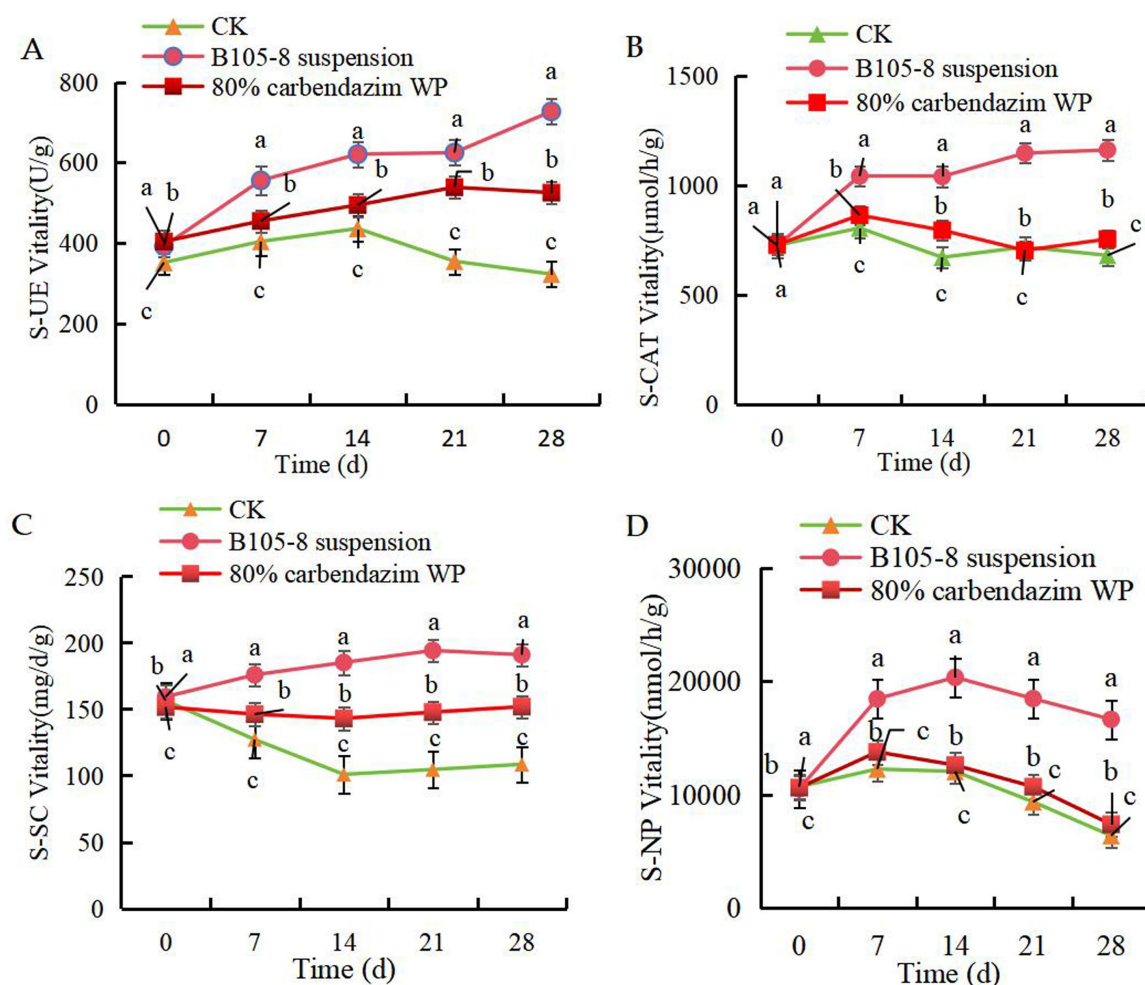 A
CK
B105-8 suspension
80% carbendazim WP
S-UE Vitality(U/g)
800
600
400
200
0
a
b
c
a
b
c
a
b
c
a
b
c
a
b
c
0 7 14 21 28
Time (d)
B
CK
B105-8 suspension
80% carbendazim WP
S-CAT Vitality(μmol/h/g)
1500
1000
500
0
a
a
a
a
b
c
a
b
c
a
b
c
a
b
c
0 7 14 21 28
Time (d)
C
CK
B105-8 suspension
80% carbendazim WP
S-SC Vitality(mg/d/g)
250
200
150
100
50
0
b
a
c
a
b
c
a
b
c
a
b
c
a
b
c
0 7 14 21 28
Time (d)
D
CK
B105-8 suspension
80% carbendazim WP
S-NP Vitality(nmol/h/g)
30000
20000
10000
0
b
a
c
a
b
c
a
b
c
a
b
c
a
b
c
0 7 14 21 28
Time (d)